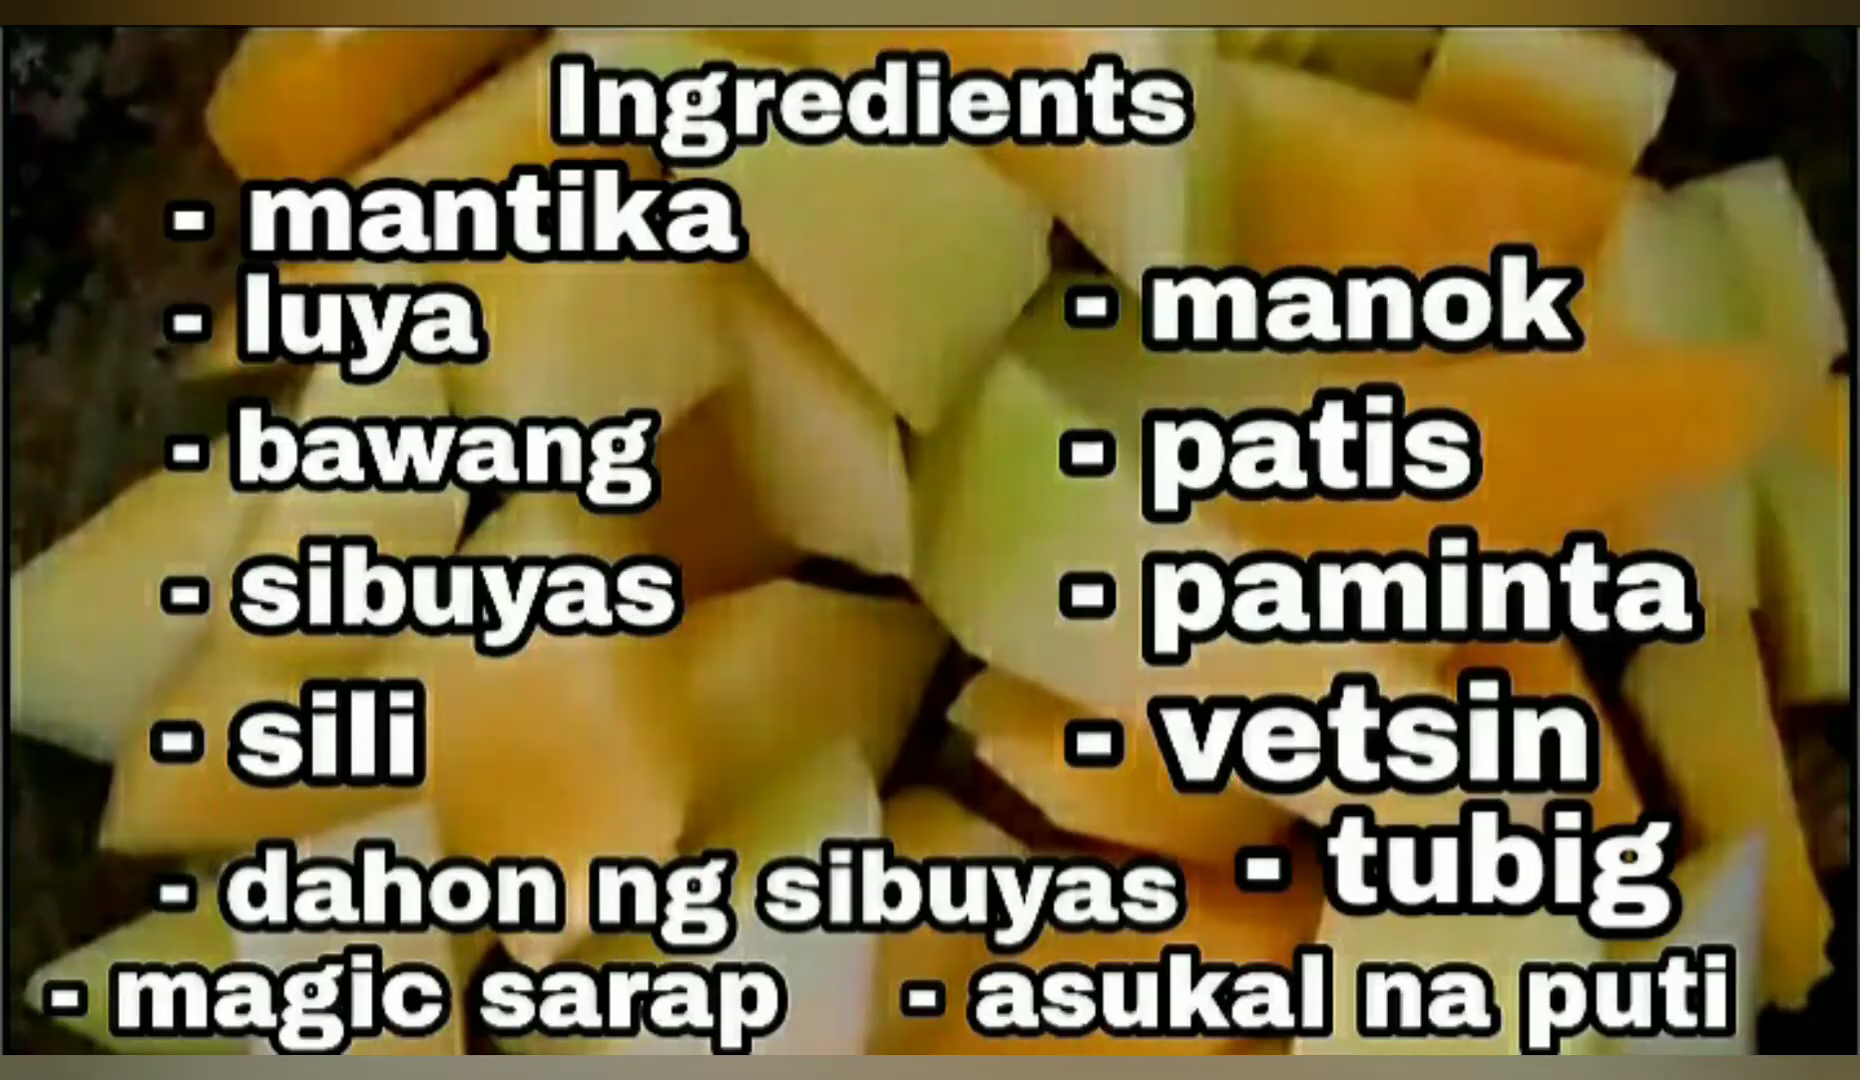 Ingredients
- mantika
- luya
- bawang
- sibuyas
- sili
- dahon ng sibuyas
- magic sarap
- manok
- patis
- paminta
- vetsin
- tubig
- asukal na puti